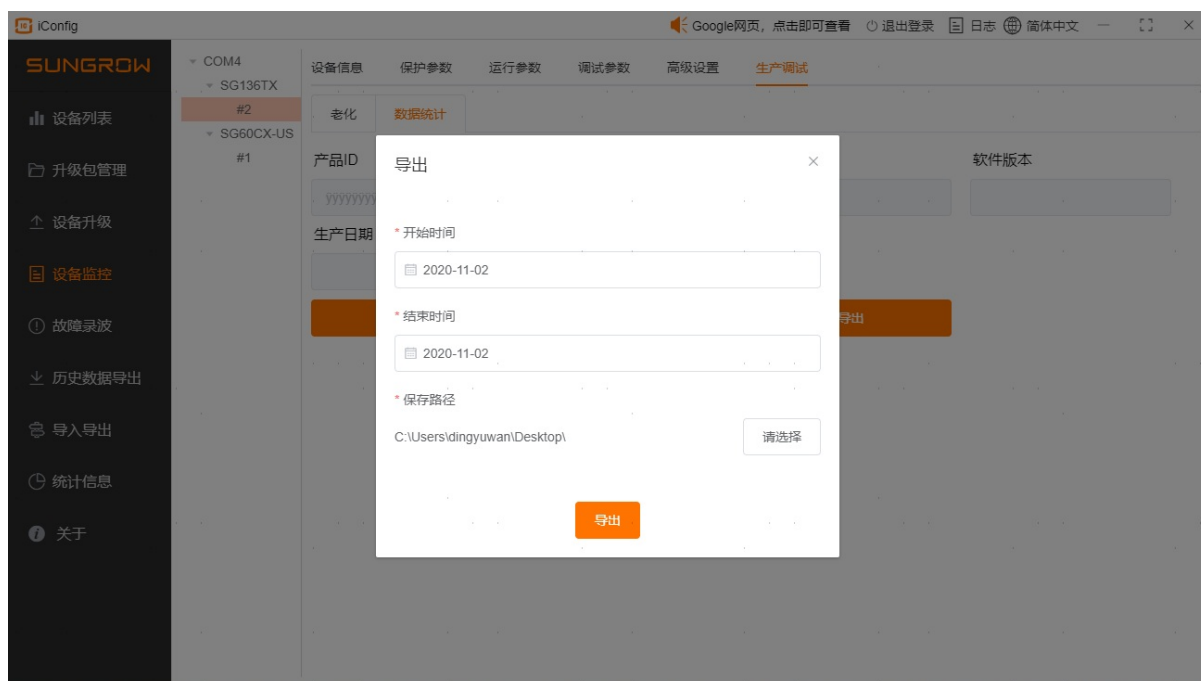 iConfig
Google网页，点击即可查看 退出登录 日志 简体中文
SUNGROW
设备列表
升级包管理
设备升级
设备监控
故障录波
历史数据导出
导入导出
统计信息
关于
COM4
SG136TX
#2
SG60CX-US
#1
设备信息 保护参数 运行参数 调试参数 高级设置 生产调试
老化 数据统计
产品ID
软件版本
生产日期
导出
导出
* 开始时间
2020-11-02
* 结束时间
2020-11-02
* 保存路径
C:\Users\dingyuwan\Desktop\
请选择
导出